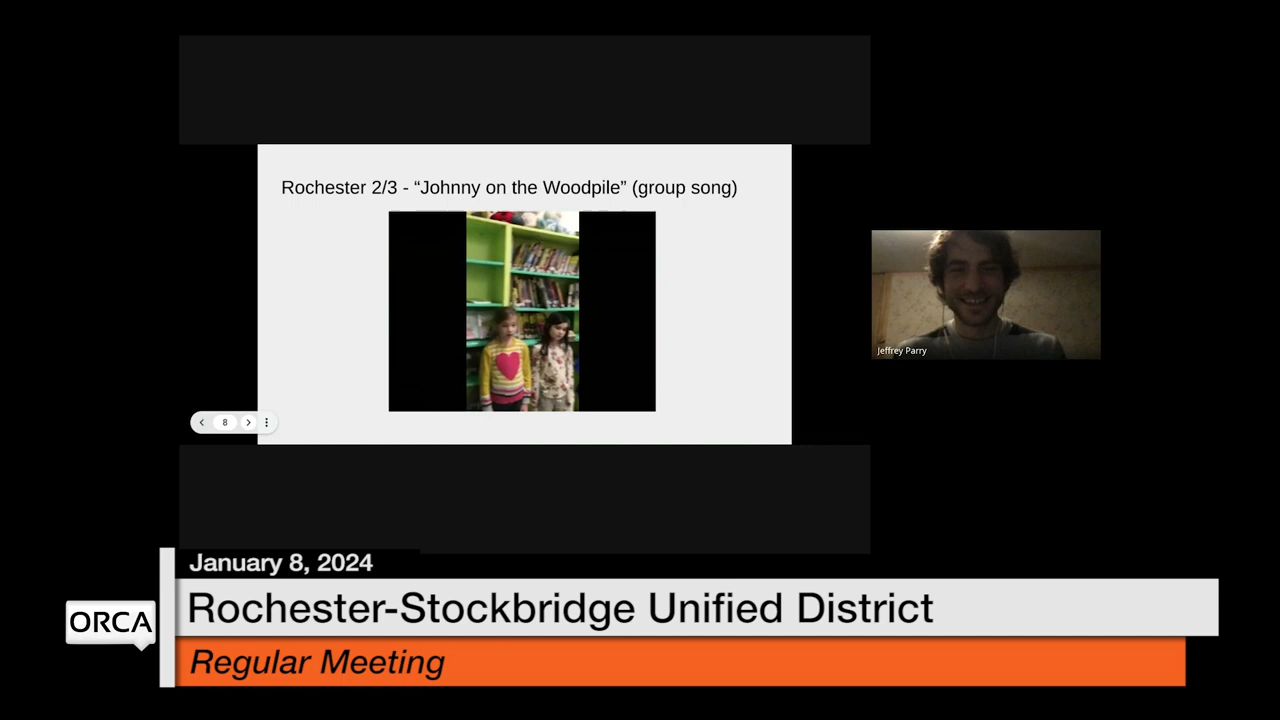 Rochester 2/3 - “Johnny on the Woodpile” (group song)
Jeffrey Parry
8
January 8, 2024
Rochester-Stockbridge Unified District
ORCA
Regular Meeting